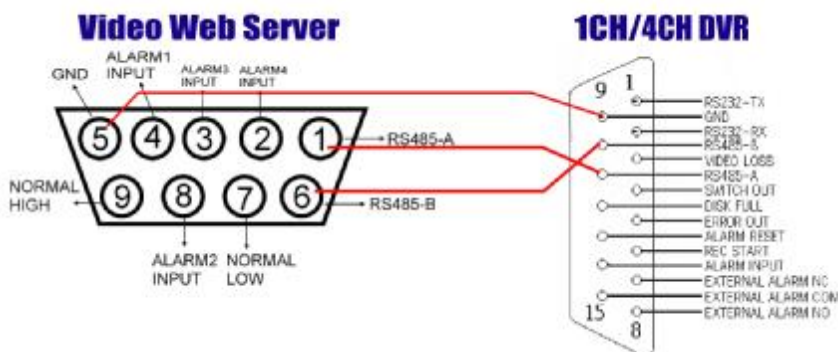 Video Web Server
1CH/4CH DVR
ALARM1
INPUT
GND
ALARM3
INPUT
ALARM4
INPUT
5
4
3
2
1
RS485-A
NORMAL
HIGH
9
8
7
6
RS485-B
ALARM2
INPUT
NORMAL
LOW
9
1
RS232-TX
GND
RS232-RX
RS485-B
VIDEO LOSS
RS485-A
SWITCH OUT
DISK FULL
ERROR OUT
ALARM RESET
REC START
ALARM INPUT
EXTERNAL ALARM NC
EXTERNAL ALARM COM
EXTERNAL ALARM NO
15
8